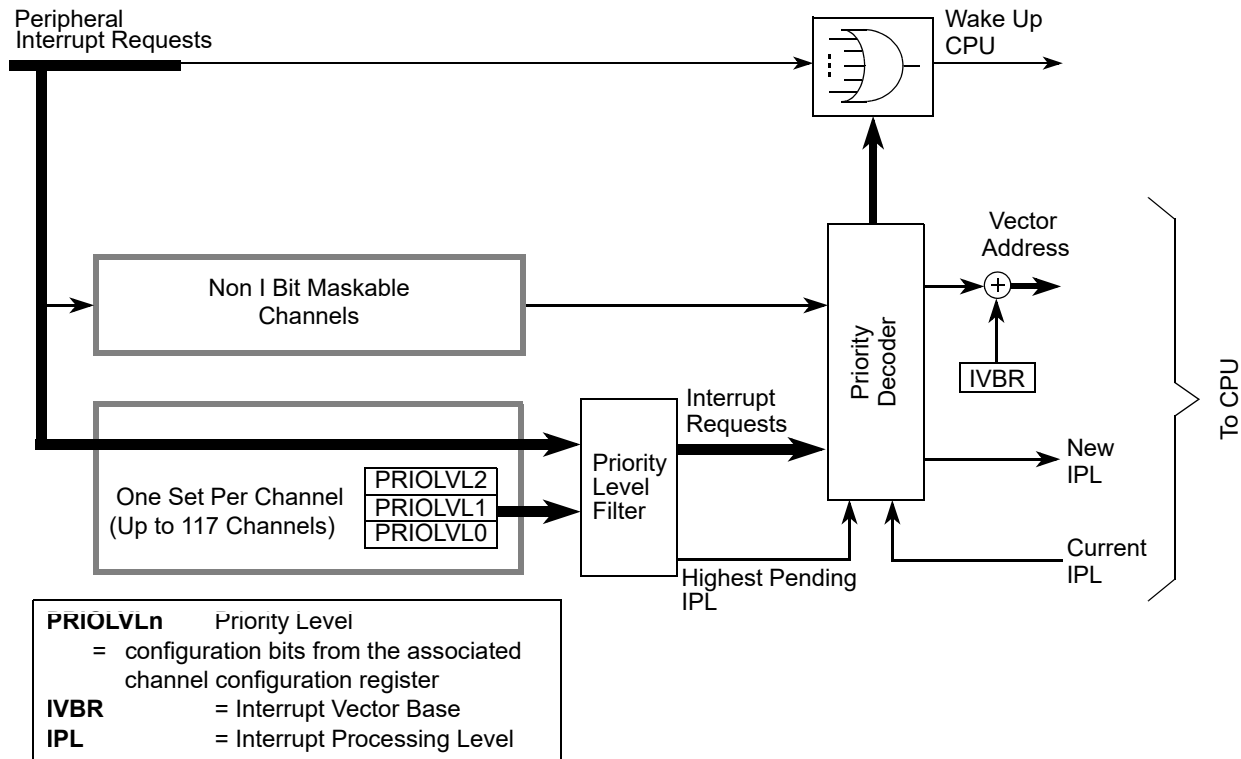 Peripheral
Interrupt Requests
Wake Up
CPU
Non I Bit Maskable
Channels
Priority
Decoder
Vector
Address
+
IVBR
To CPU
Interrupt
Requests
New
IPL
One Set Per Channel
(Up to 117 Channels)
PRIOLVL2
PRIOLVL1
PRIOLVL0
Priority
Level
Filter
Highest Pending
IPL
Current
IPL
PRIOLVLn Priority Level
= configuration bits from the associated
channel configuration register
IVBR = Interrupt Vector Base
IPL = Interrupt Processing Level